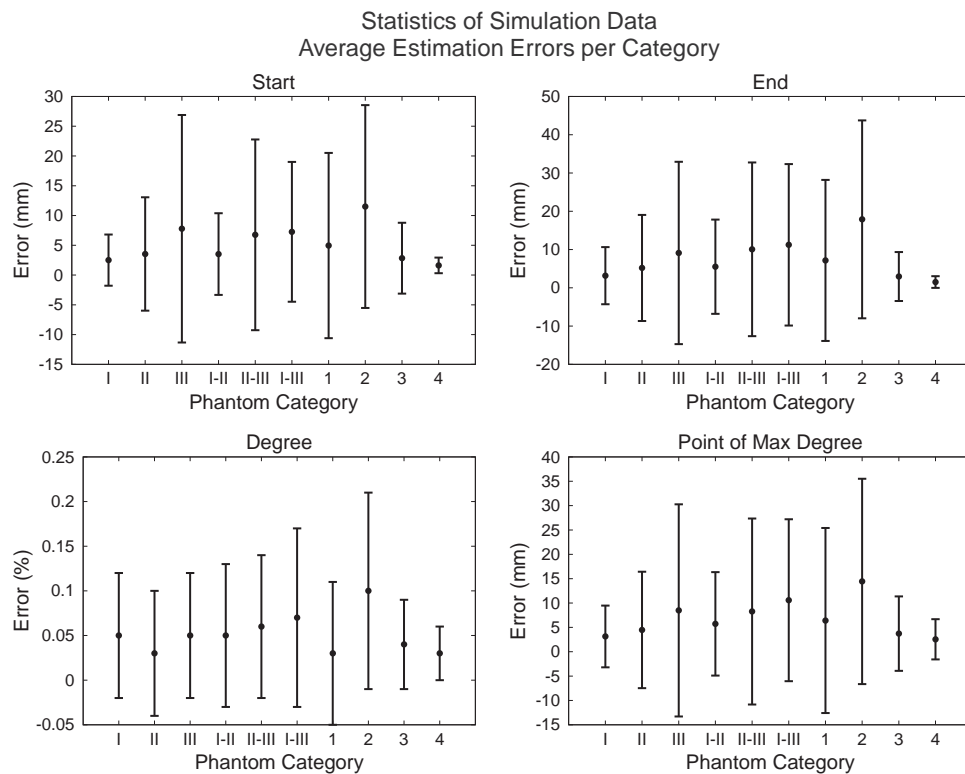 Statistics of Simulation Data
Average Estimation Errors per Category
Start
30
25
20
15
10
5
0
-5
-10
-15
Error (mm)
I II III I-II II-III I-III 1 2 3 4
Phantom Category
End
50
40
30
20
10
0
-10
-20
Error (mm)
I II III I-II II-III I-III 1 2 3 4
Phantom Category
Degree
0.25
0.2
0.15
0.1
0.05
0
-0.05
Error (%)
I II III I-II II-III I-III 1 2 3 4
Phantom Category
Point of Max Degree
40
35
30
25
20
15
10
5
0
-5
-10
-15
Error (mm)
I II III I-II II-III I-III 1 2 3 4
Phantom Category